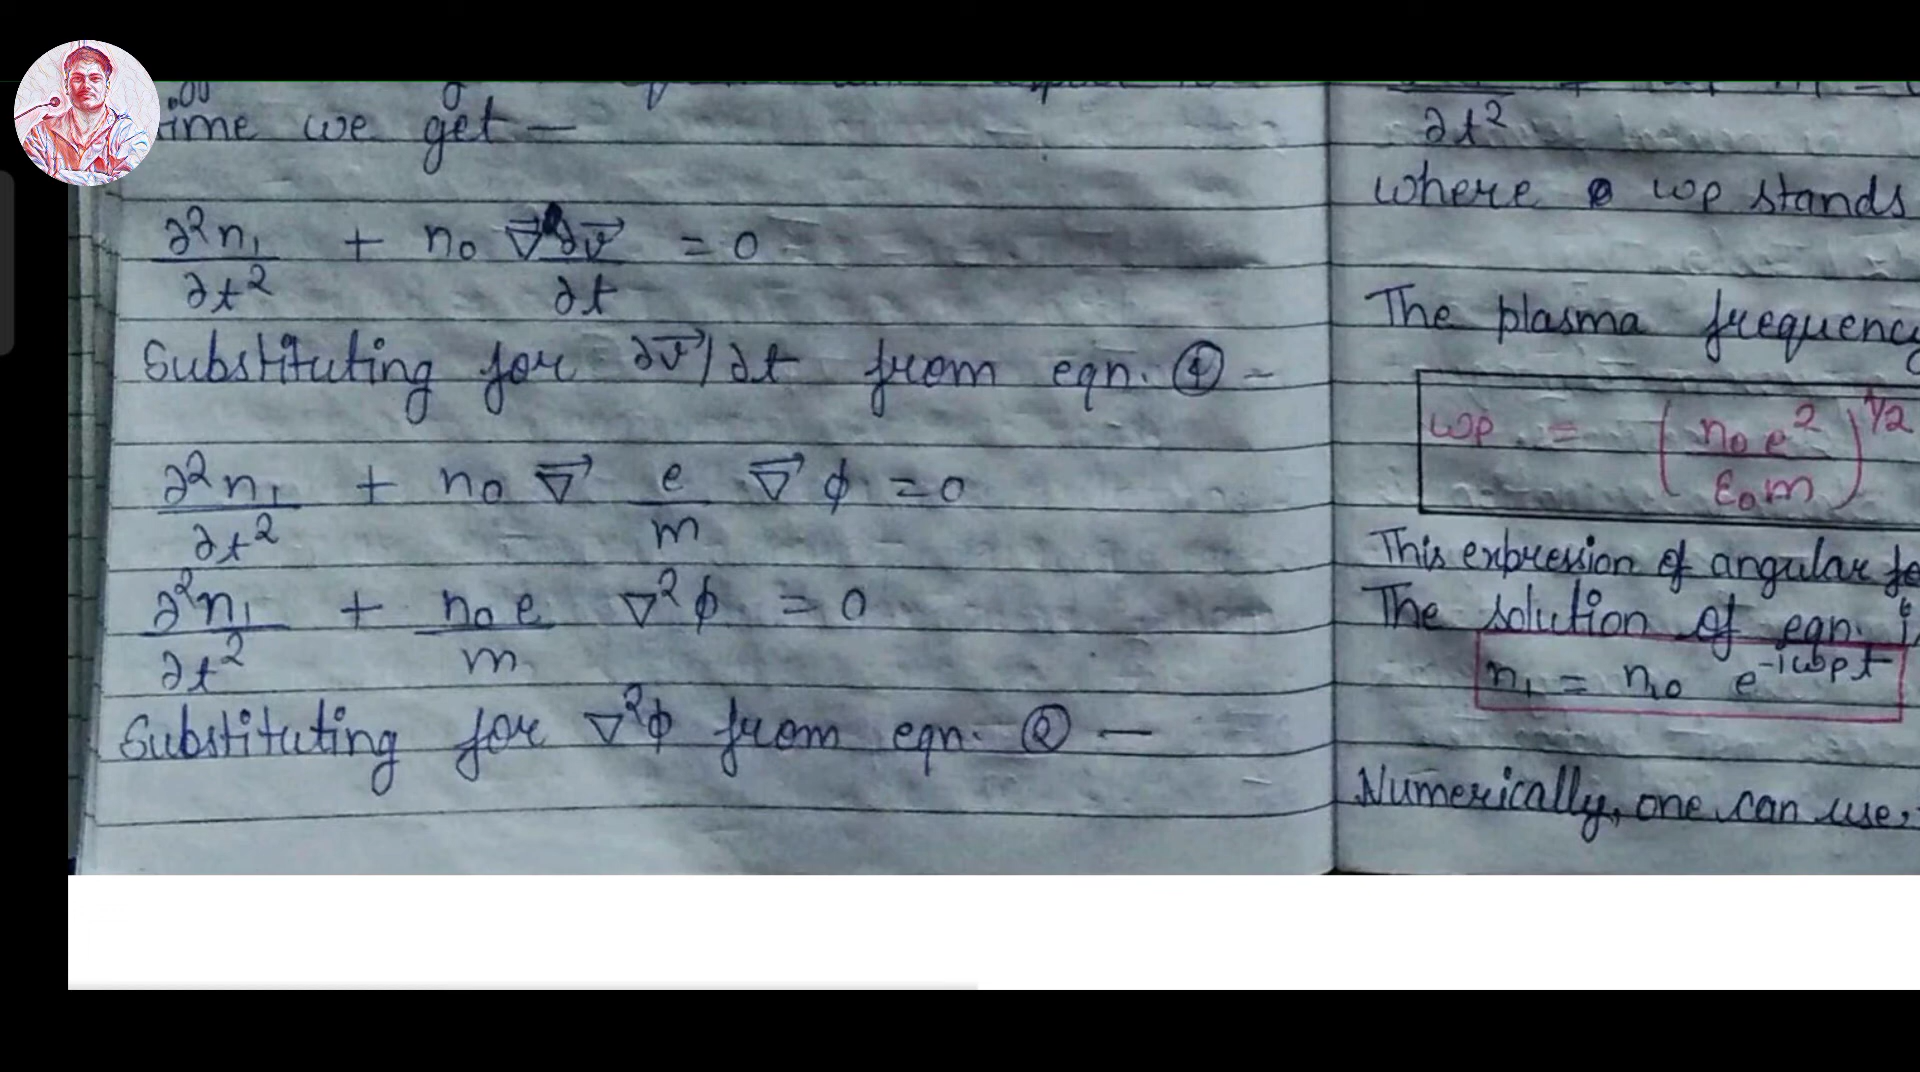 time we get —
∂²n₁/∂t² + n₀ ∇⃗ ∂v⃗/∂t = 0
Substituting for ∂v⃗/∂t from eqn. ④ –
∂²n₁/∂t² + n₀ ∇⃗ e/m ∇⃗ ϕ = 0
∂²n₁/∂t² + n₀e/m ∇²ϕ = 0
Substituting for ∇²ϕ from eqn. ② —
∂t²
where ωp stands
The plasma frequency
ωp = (n₀e²/ε₀m)^1/2
This expression of angular
The solution of eqn.
n₁ = n₁₀ e^-iωpt
Numerically, one can use